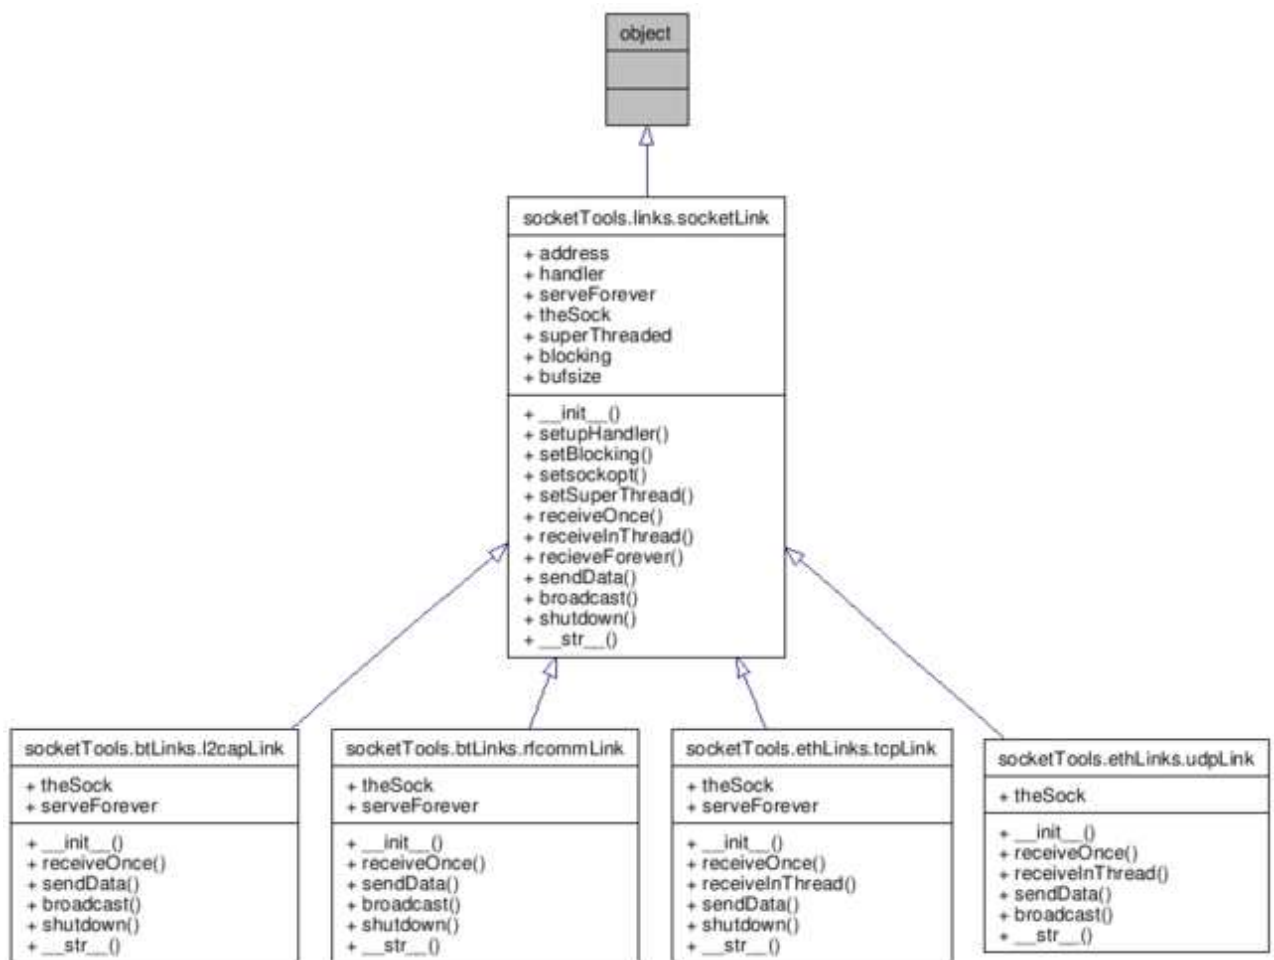 object
socketTools.links.socketLink
+ address
+ handler
+ serveForever
+ theSock
+ superThreaded
+ blocking
+ bufsize
+ __init__()
+ setupHandler()
+ setBlocking()
+ setsockopt()
+ setSuperThread()
+ receiveOnce()
+ receiveInThread()
+ recieveForever()
+ sendData()
+ broadcast()
+ shutdown()
+ __str__()
socketTools.btLinks.l2capLink
+ theSock
+ serveForever
+ __init__()
+ receiveOnce()
+ sendData()
+ broadcast()
+ shutdown()
+ __str__()
socketTools.btLinks.rfcommLink
+ theSock
+ serveForever
+ __init__()
+ receiveOnce()
+ sendData()
+ broadcast()
+ shutdown()
+ __str__()
socketTools.ethLinks.tcpLink
+ theSock
+ serveForever
+ __init__()
+ receiveOnce()
+ receiveInThread()
+ sendData()
+ shutdown()
+ __str__()
socketTools.ethLinks.udpLink
+ theSock
+ __init__()
+ receiveOnce()
+ receiveInThread()
+ sendData()
+ broadcast()
+ __str__()